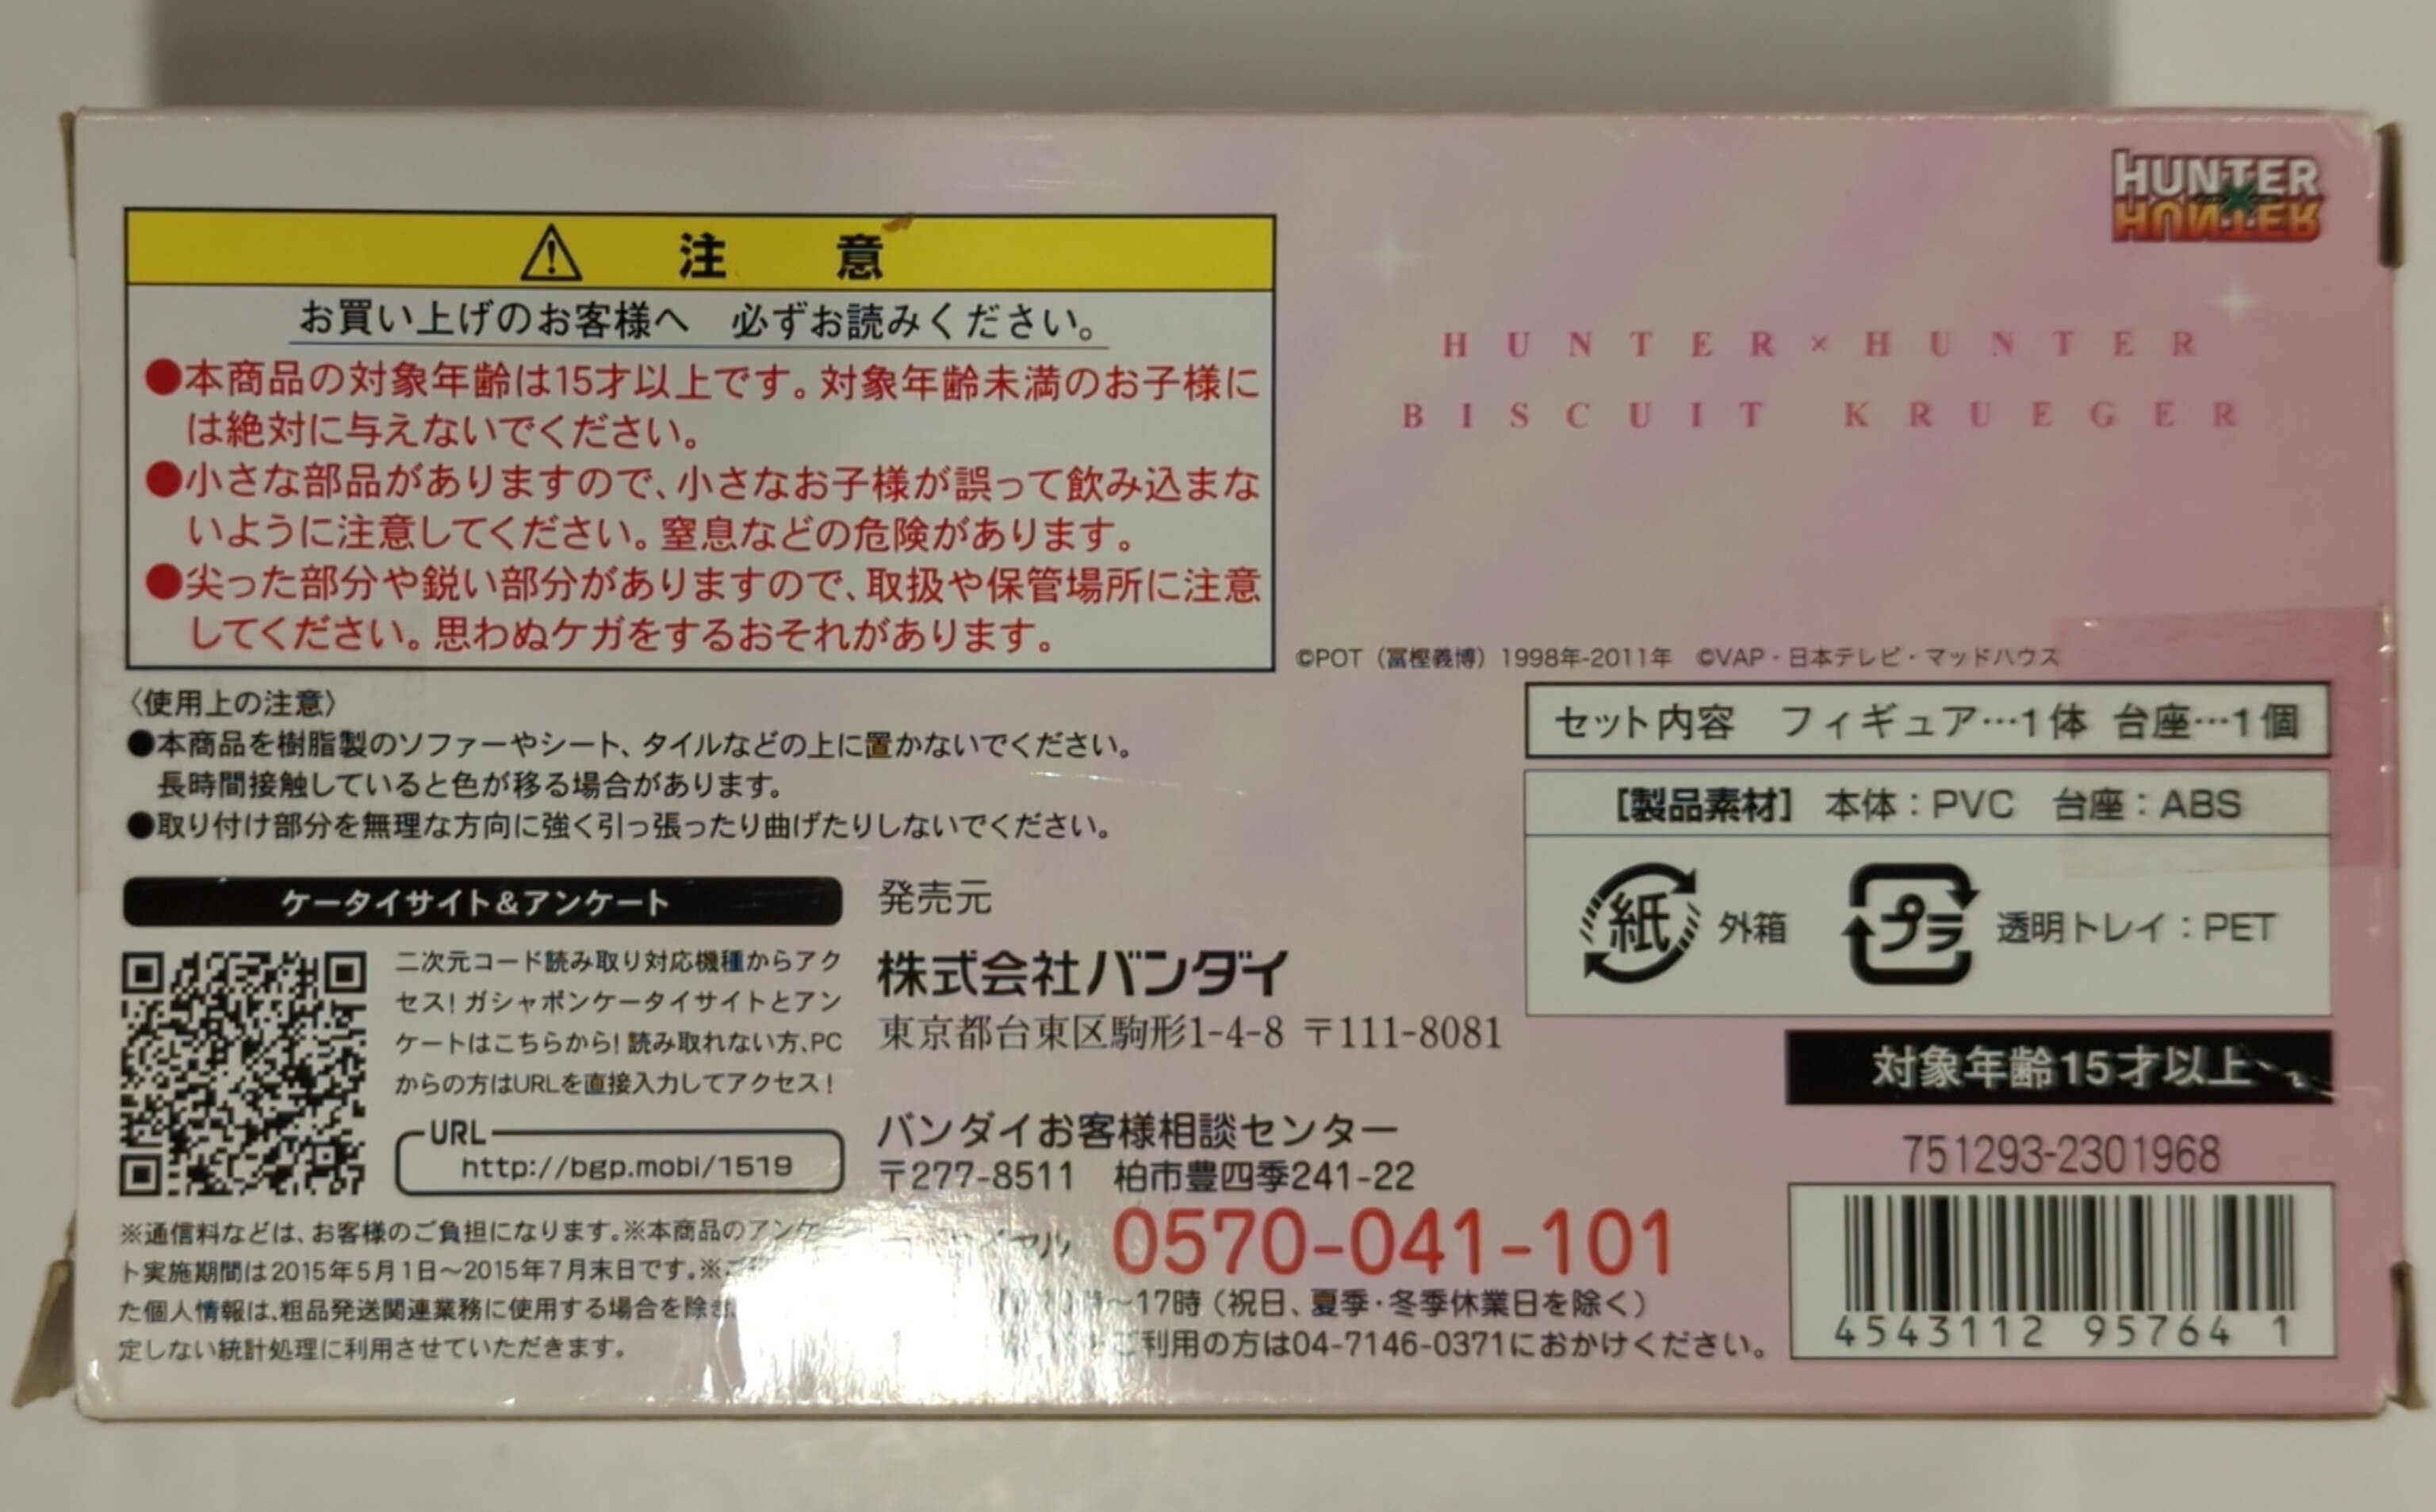 ⚠ 注 意
お買い上げのお客様へ 必ずお読みください。
●本商品の対象年齢は15才以上です。対象年齢未満のお子様に
は絶対に与えないでください。
●小さな部品がありますので、小さなお子様が誤って飲み込まな
いように注意してください。窒息などの危険があります。
●尖った部分や鋭い部分がありますので、取扱や保管場所に注意
してください。思わぬケガをするおそれがあります。
〈使用上の注意〉
●本商品を樹脂製のソファーやシート、タイルなどの上に置かないでください。
長時間接触していると色が移る場合があります。
●取り付け部分を無理な方向に強く引っ張ったり曲げたりしないでください。
ケータイサイト&アンケート
二次元コード読み取り対応機種からアク
セス!ガシャポンケータイサイトとアン
ケートはこちらから!読み取れない方、PC
からの方はURLを直接入力してアクセス!
URL
http://bgp.mobi/1519
※通信料などは、お客様のご負担になります。※本商品のアンケー
ト実施期間は2015年5月1日～2015年7月末日です。※
た個人情報は、粗品発送関連業務に使用する場合を除き
定しない統計処理に利用させていただきます。
HUNTER×HUNTER
HUNTER×HUNTER
BISCUIT KRUEGER
©POT（冨樫義博）1998年-2011年 ©VAP・日本テレビ・マッドハウス
セット内容 フィギュア…1体 台座…1個
［製品素材］ 本体：PVC 台座：ABS
紙 外箱 プラ 透明トレイ：PET
発売元
株式会社バンダイ
東京都台東区駒形1-4-8 〒111-8081
バンダイお客様相談センター
〒277-8511 柏市豊四季241-22
0570-041-101
～17時（祝日、夏季・冬季休業日を除く）
ご利用の方は04-7146-0371におかけください。
対象年齢15才以上
751293-2301968
4543112 95764 1